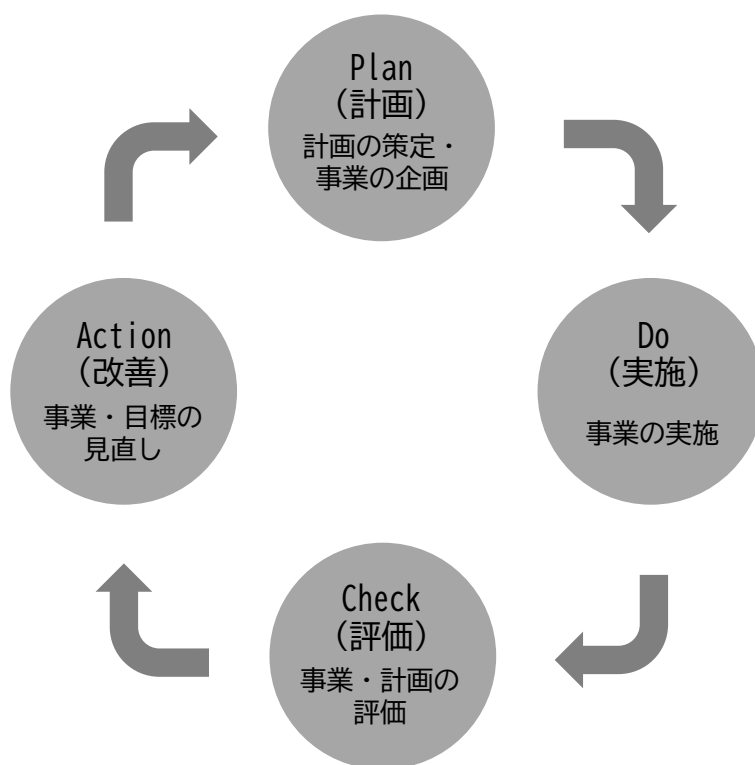 Plan
(計画)
計画の策定・
事業の企画
Do
(実施)
事業の実施
Check
(評価)
事業・計画の
評価
Action
(改善)
事業・目標の
見直し